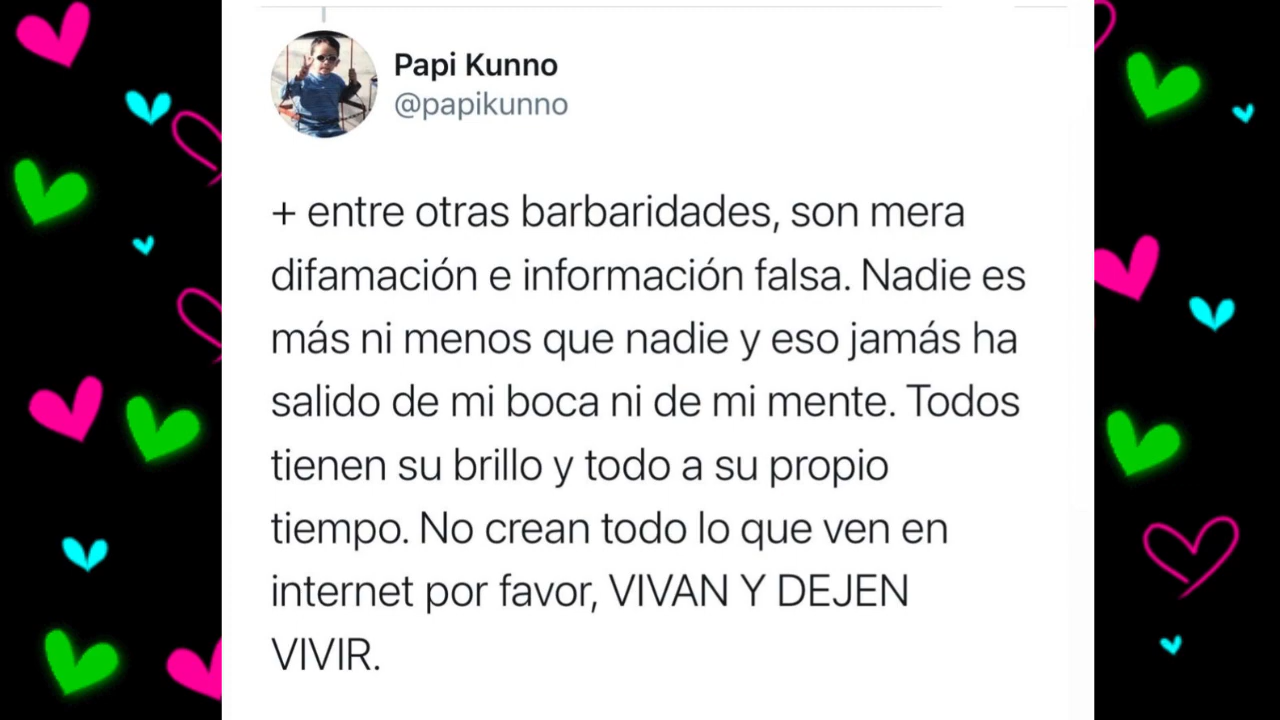 Papi Kunno
@papikunno
+ entre otras barbaridades, son mera
difamación e información falsa. Nadie es
más ni menos que nadie y eso jamás ha
salido de mi boca ni de mi mente. Todos
tienen su brillo y todo a su propio
tiempo. No crean todo lo que ven en
internet por favor, VIVAN Y DEJEN
VIVIR.